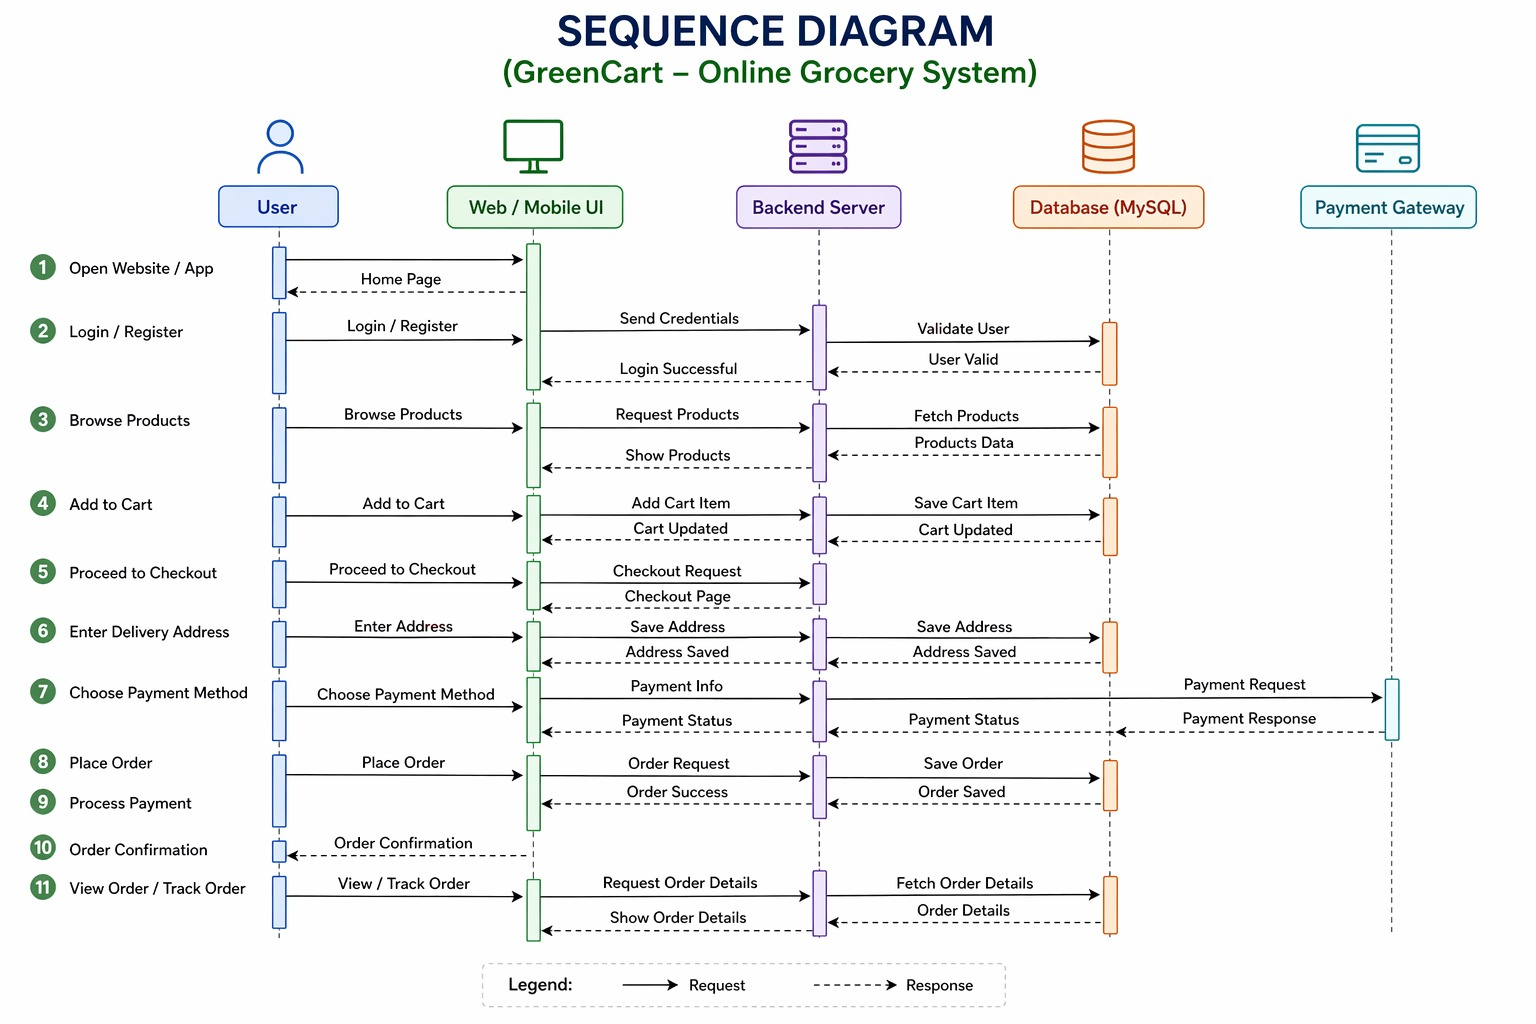 SEQUENCE DIAGRAM
(GreenCart – Online Grocery System)
User
Web / Mobile UI
Backend Server
Database (MySQL)
Payment Gateway
1 Open Website / App
Home Page
2 Login / Register
Login / Register
Send Credentials
Validate User
User Valid
Login Successful
3 Browse Products
Browse Products
Request Products
Fetch Products
Products Data
Show Products
4 Add to Cart
Add to Cart
Add Cart Item
Save Cart Item
Cart Updated
Cart Updated
5 Proceed to Checkout
Proceed to Checkout
Checkout Request
Checkout Page
6 Enter Delivery Address
Enter Address
Save Address
Save Address
Address Saved
Address Saved
7 Choose Payment Method
Choose Payment Method
Payment Info
Payment Request
Payment Status
Payment Status
Payment Response
8 Place Order
Place Order
Order Request
Save Order
9 Process Payment
Order Success
Order Saved
10 Order Confirmation
Order Confirmation
11 View Order / Track Order
View / Track Order
Request Order Details
Fetch Order Details
Show Order Details
Order Details
Legend:
Request
Response